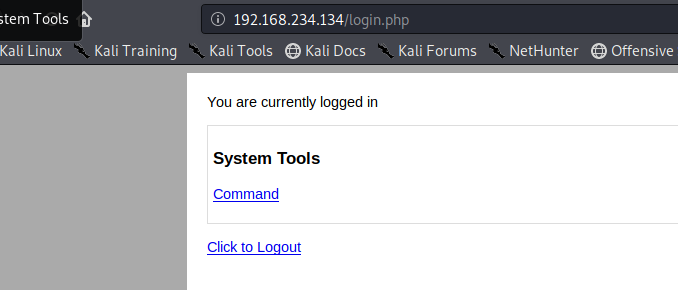 stem Tools
192.168.234.134/login.php
Kali Linux Kali Training Kali Tools Kali Docs Kali Forums NetHunter Offensive
You are currently logged in
System Tools
Command
Click to Logout